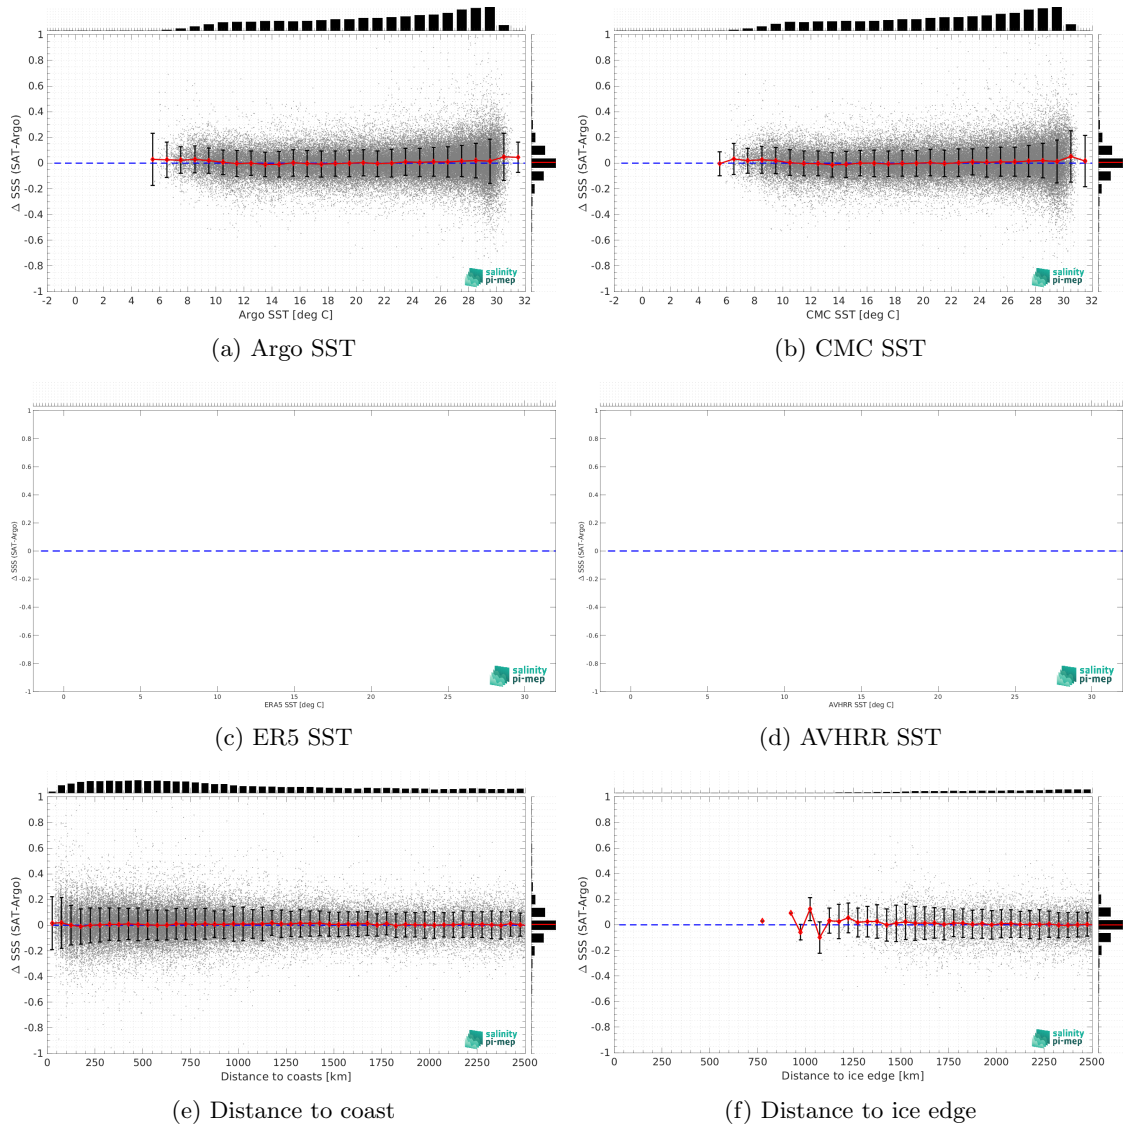 1
0.8
0.6
0.4
0.2
0
-0.2
-0.4
-0.6
-0.8
-1
Δ SSS (SAT-Argo)
-2 0 2 4 6 8 10 12 14 16 18 20 22 24 26 28 30 32
Argo SST [deg C]
salinity
pi-mep
(a) Argo SST
1
0.8
0.6
0.4
0.2
0
-0.2
-0.4
-0.6
-0.8
-1
Δ SSS (SAT-Argo)
-2 0 2 4 6 8 10 12 14 16 18 20 22 24 26 28 30 32
CMC SST [deg C]
salinity
pi-mep
(b) CMC SST
1
0.8
0.6
0.4
0.2
0
-0.2
-0.4
-0.6
-0.8
-1
Δ SSS (SAT-Argo)
0 5 10 15 20 25 30
ERA5 SST [deg C]
salinity
pi-mep
(c) ER5 SST
1
0.8
0.6
0.4
0.2
0
-0.2
-0.4
-0.6
-0.8
-1
Δ SSS (SAT-Argo)
0 5 10 15 20 25 30
AVHRR SST [deg C]
salinity
pi-mep
(d) AVHRR SST
1
0.8
0.6
0.4
0.2
0
-0.2
-0.4
-0.6
-0.8
-1
Δ SSS (SAT-Argo)
0 250 500 750 1000 1250 1500 1750 2000 2250 2500
Distance to coasts [km]
salinity
pi-mep
(e) Distance to coast
1
0.8
0.6
0.4
0.2
0
-0.2
-0.4
-0.6
-0.8
-1
Δ SSS (SAT-Argo)
0 250 500 750 1000 1250 1500 1750 2000 2250 2500
Distance to ice edge [km]
salinity
pi-mep
(f) Distance to ice edge